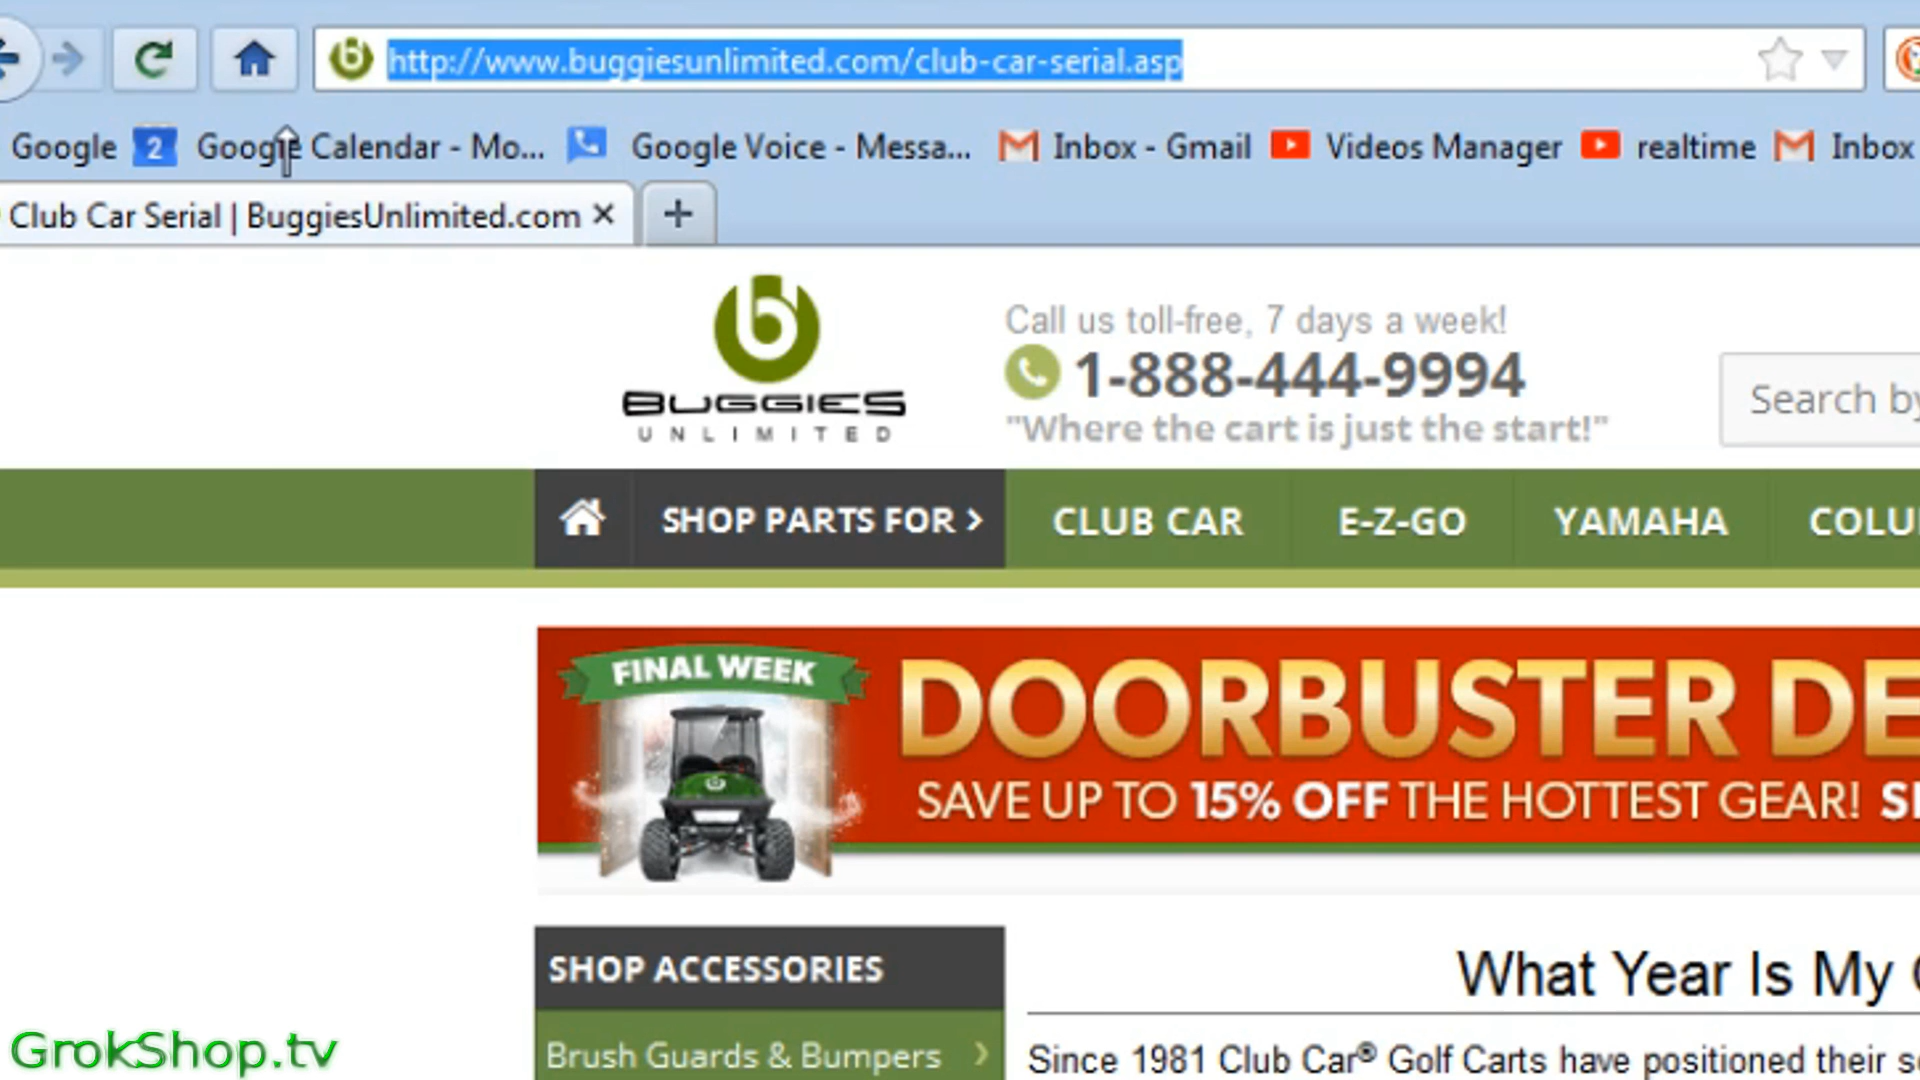 http://www.buggiesunlimited.com/club-car-serial.asp
Google 2 Google Calendar - Mo... Google Voice - Messa... Inbox - Gmail Videos Manager realtime Inbox
Club Car Serial | BuggiesUnlimited.com
BUGGIES
UNLIMITED
Call us toll-free, 7 days a week!
1-888-444-9994
"Where the cart is just the start!"
Search by
SHOP PARTS FOR > CLUB CAR E-Z-GO YAMAHA COLU
FINAL WEEK
DOORBUSTER DE
SAVE UP TO 15% OFF THE HOTTEST GEAR!
SHOP ACCESSORIES
Brush Guards & Bumpers
What Year Is My
Since 1981 Club Car® Golf Carts have positioned their
GrokShop.tv